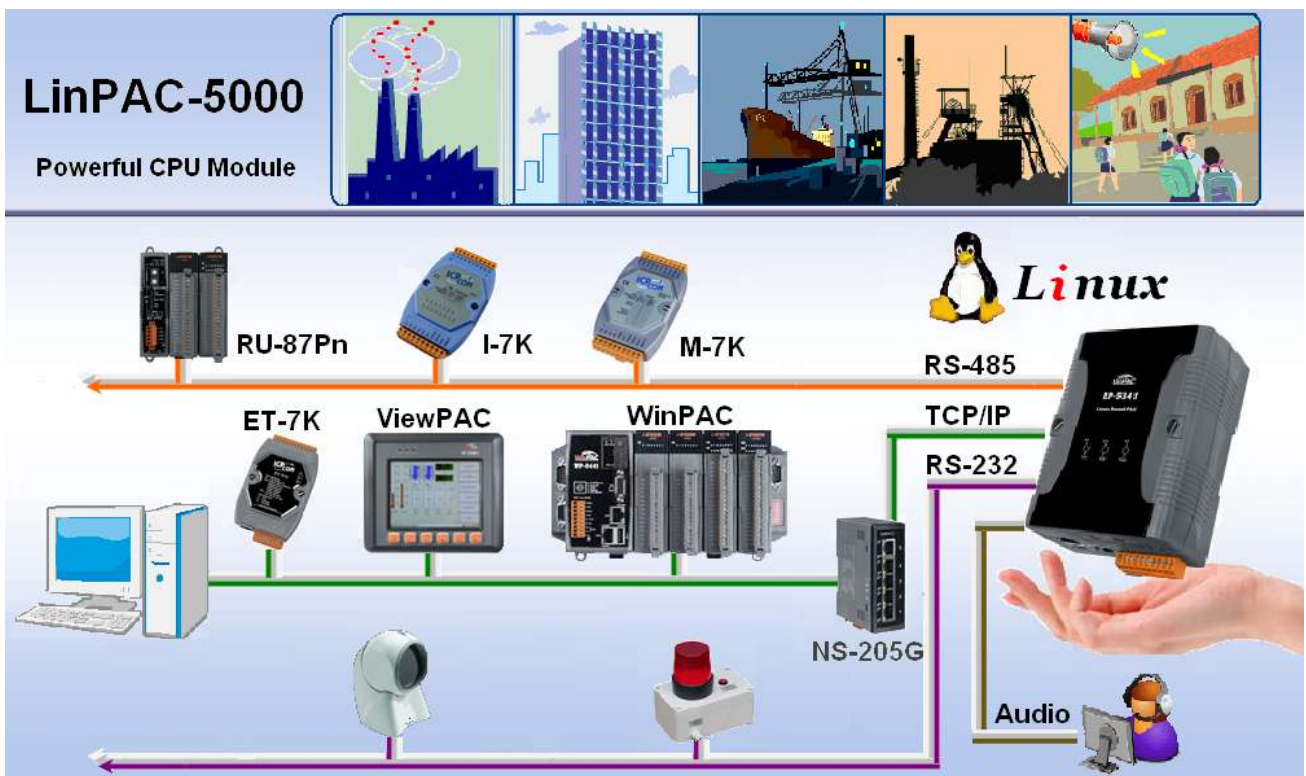 LinPAC-5000
Powerful CPU Module
Linux
RU-87Pn
I-7K
M-7K
RS-485
ET-7K
ViewPAC
WinPAC
TCP/IP
RS-232
NS-205G
Audio